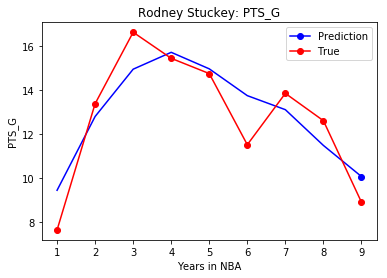 Rodney Stuckey: PTS_G
Prediction
True
16
14
12
10
8
PTS_G
1 2 3 4 5 6 7 8 9
Years in NBA